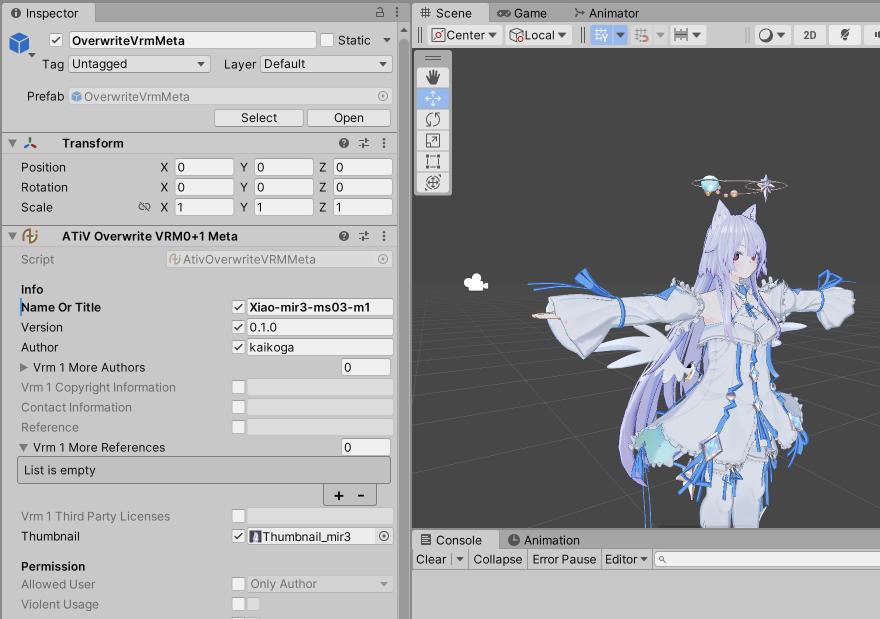 Inspector
OverwriteVrmMeta
Static
Tag
Untagged
Layer
Default
Prefab
OverwriteVrmMeta
Select
Open
Transform
Position
X 0
Y 0
Z 0
Rotation
X 0
Y 0
Z 0
Scale
X 1
Y 1
Z 1
ATiV Overwrite VRM0+1 Meta
Script
AtivOverwriteVRMMeta
Info
Name Or Title
Xiao-mir3-ms03-m1
Version
0.1.0
Author
kaikoga
Vrm 1 More Authors
0
Vrm 1 Copyright Information
Contact Information
Reference
Vrm 1 More References
0
List is empty
+ -
Vrm 1 Third Party Licenses
Thumbnail
Thumbnail_mir3
Permission
Allowed User
Only Author
Violent Usage
Scene
Game
Animator
Center
Local
2D
Console
Animation
Clear
Collapse
Error Pause
Editor